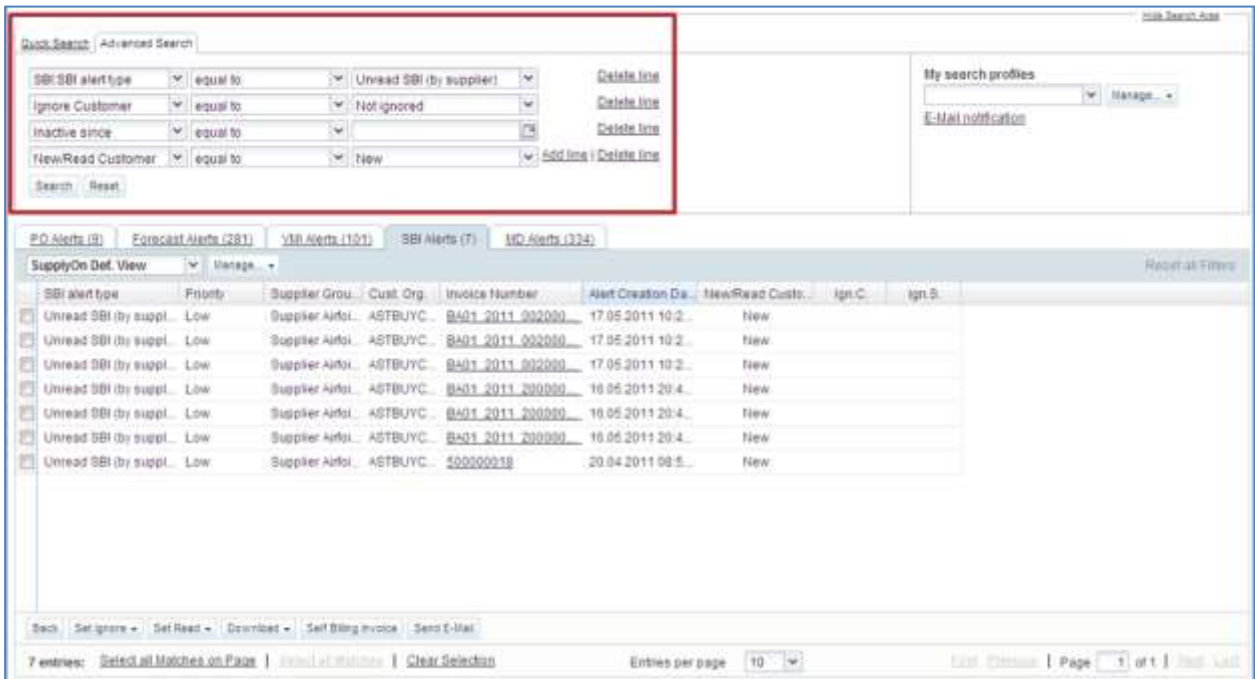 Hide Search Area
Quick Search Advanced Search
SBI:SBI alert type equal to Unread SBI (by supplier) Delete line
Ignore Customer equal to Not ignored Delete line
Inactive since equal to Delete line
New/Read Customer equal to New Add line | Delete line
Search Reset
My search profiles
Manage...
E-Mail notification
PO Alerts (9) Forecast Alerts (281) VMI Alerts (101) SBI Alerts (7) MD Alerts (334)
SupplyOn Def. View Manage... Reset all Filters
SBI alert type Priority Supplier Grou... Cust. Org. Invoice Number Alert Creation Da... New/Read Custo... Ign.C. Ign.S.
Unread SBI (by suppl... Low Supplier Airfoi... ASTBUYC... BA01_2011_002000... 17.05.2011 10:2... New
Unread SBI (by suppl... Low Supplier Airfoi... ASTBUYC... BA01_2011_002000... 17.05.2011 10:2... New
Unread SBI (by suppl... Low Supplier Airfoi... ASTBUYC... BA01_2011_002000... 17.05.2011 10:2... New
Unread SBI (by suppl... Low Supplier Airfoi... ASTBUYC... BA01_2011_200000... 16.05.2011 20:4... New
Unread SBI (by suppl... Low Supplier Airfoi... ASTBUYC... BA01_2011_200000... 16.05.2011 20:4... New
Unread SBI (by suppl... Low Supplier Airfoi... ASTBUYC... BA01_2011_200000... 16.05.2011 20:4... New
Unread SBI (by suppl... Low Supplier Airfoi... ASTBUYC... 500000018 20.04.2011 08:5... New
Back Set Ignore Set Read Download Self Billing Invoice Send E-Mail
7 entries: Select all Matches on Page | Select all Matches | Clear Selection Entries per page 10 First Previous | Page 1 of 1 | Next Last